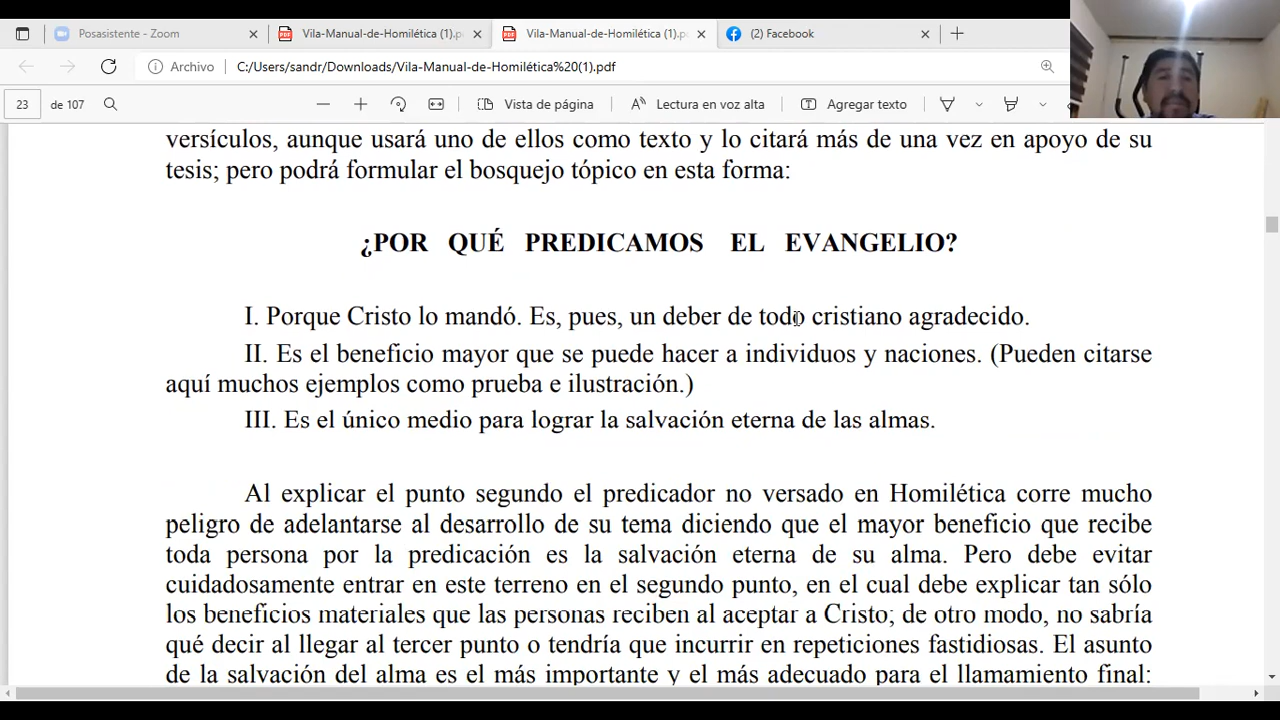 Posasistente - Zoom
Vila-Manual-de-Homilética (1).p
Vila-Manual-de-Homilética (1).p
(2) Facebook
Archivo C:/Users/sandr/Downloads/Vila-Manual-de-Homilética%20(1).pdf
23 de 107 Vista de página Lectura en voz alta Agregar texto
versículos, aunque usará uno de ellos como texto y lo citará más de una vez en apoyo de su
tesis; pero podrá formular el bosquejo tópico en esta forma:
¿POR QUÉ PREDICAMOS EL EVANGELIO?
I. Porque Cristo lo mandó. Es, pues, un deber de todo cristiano agradecido.
II. Es el beneficio mayor que se puede hacer a individuos y naciones. (Pueden citarse
aquí muchos ejemplos como prueba e ilustración.)
III. Es el único medio para lograr la salvación eterna de las almas.
Al explicar el punto segundo el predicador no versado en Homilética corre mucho
peligro de adelantarse al desarrollo de su tema diciendo que el mayor beneficio que recibe
toda persona por la predicación es la salvación eterna de su alma. Pero debe evitar
cuidadosamente entrar en este terreno en el segundo punto, en el cual debe explicar tan sólo
los beneficios materiales que las personas reciben al aceptar a Cristo; de otro modo, no sabría
qué decir al llegar al tercer punto o tendría que incurrir en repeticiones fastidiosas. El asunto
de la salvación del alma es el más importante y el más adecuado para el llamamiento final: